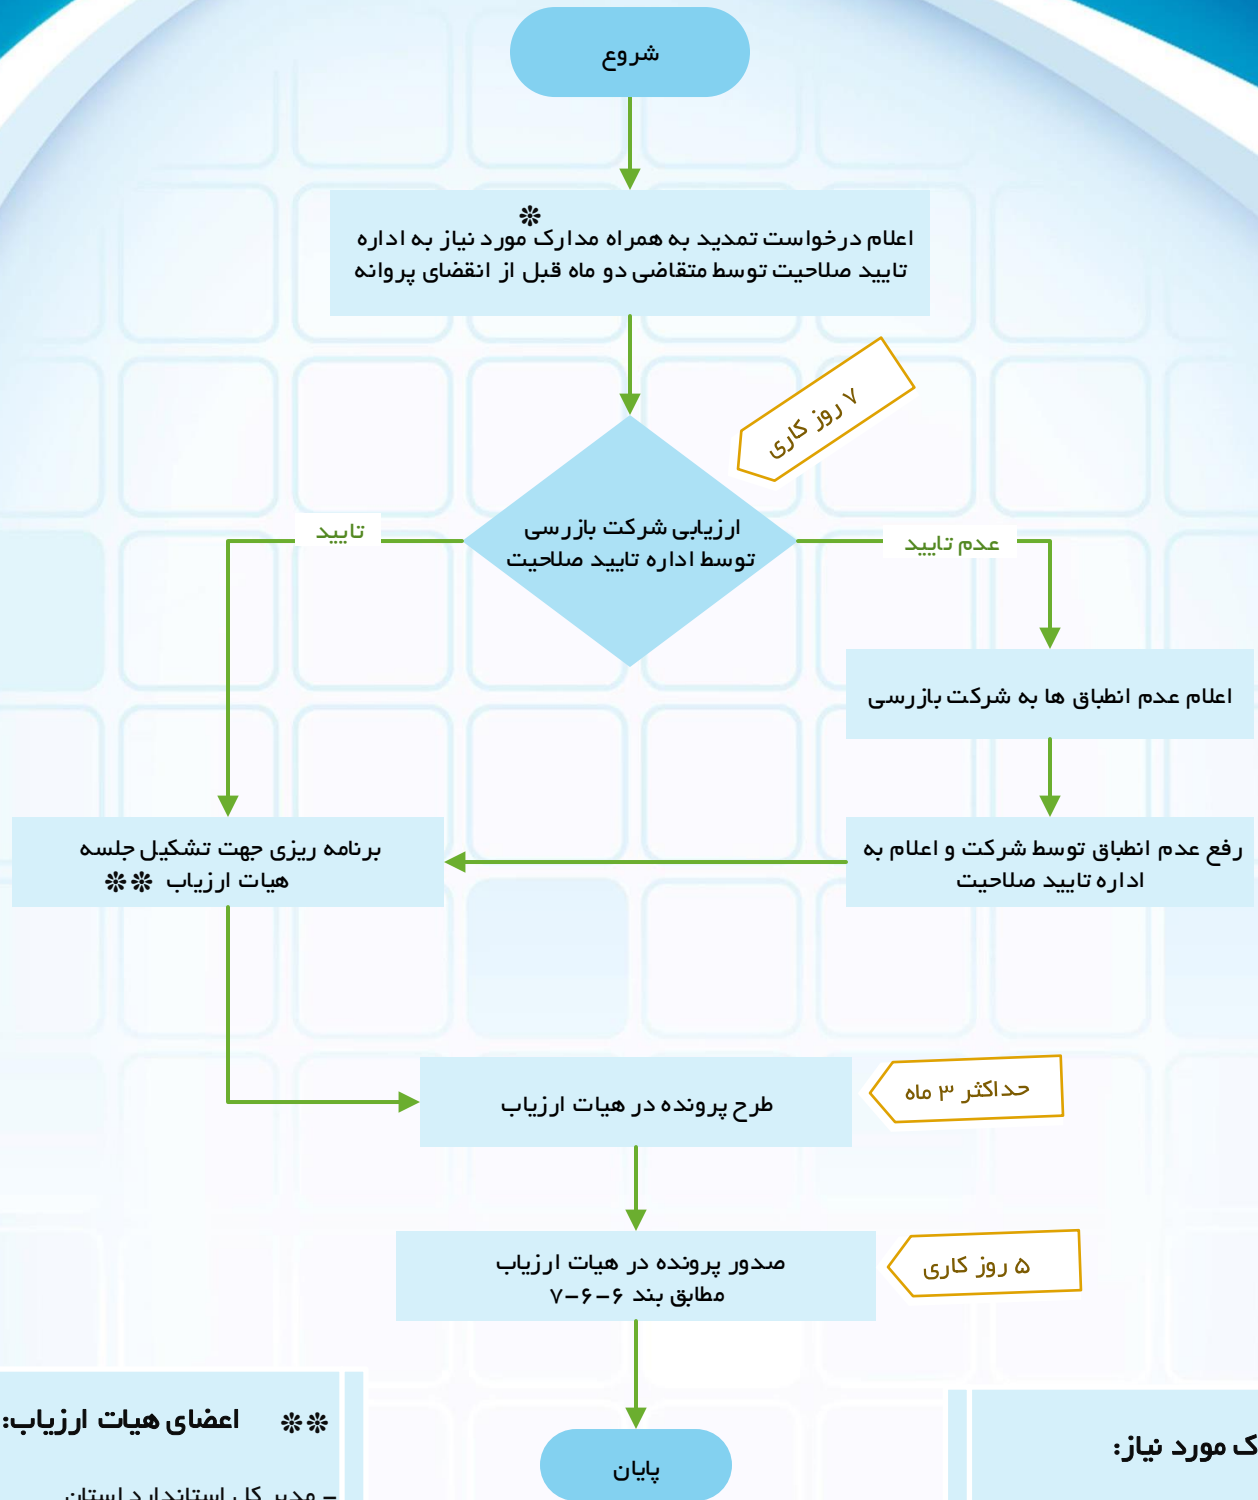 شروع
❊
اعلام درخواست تمدید به همراه مدارک مورد نیاز به اداره
تایید صلاحیت توسط متقاضی دو ماه قبل از انقضای پروانه
۷ روز کاری
ارزیابی شرکت بازرسی
توسط اداره تایید صلاحیت
عدم تایید
تایید
اعلام عدم انطباق ها به شرکت بازرسی
رفع عدم انطباق توسط شرکت و اعلام به
اداره تایید صلاحیت
برنامه ریزی جهت تشکیل جلسه
هیات ارزیاب ❊❊
طرح پرونده در هیات ارزیاب
حداکثر ۳ ماه
صدور پرونده در هیات ارزیاب
مطابق بند ۶-۶-۷
۵ روز کاری
پایان
ک مورد نیاز:
❊❊ اعضای هیات ارزیاب:
- مدیر کل استاندارد استان